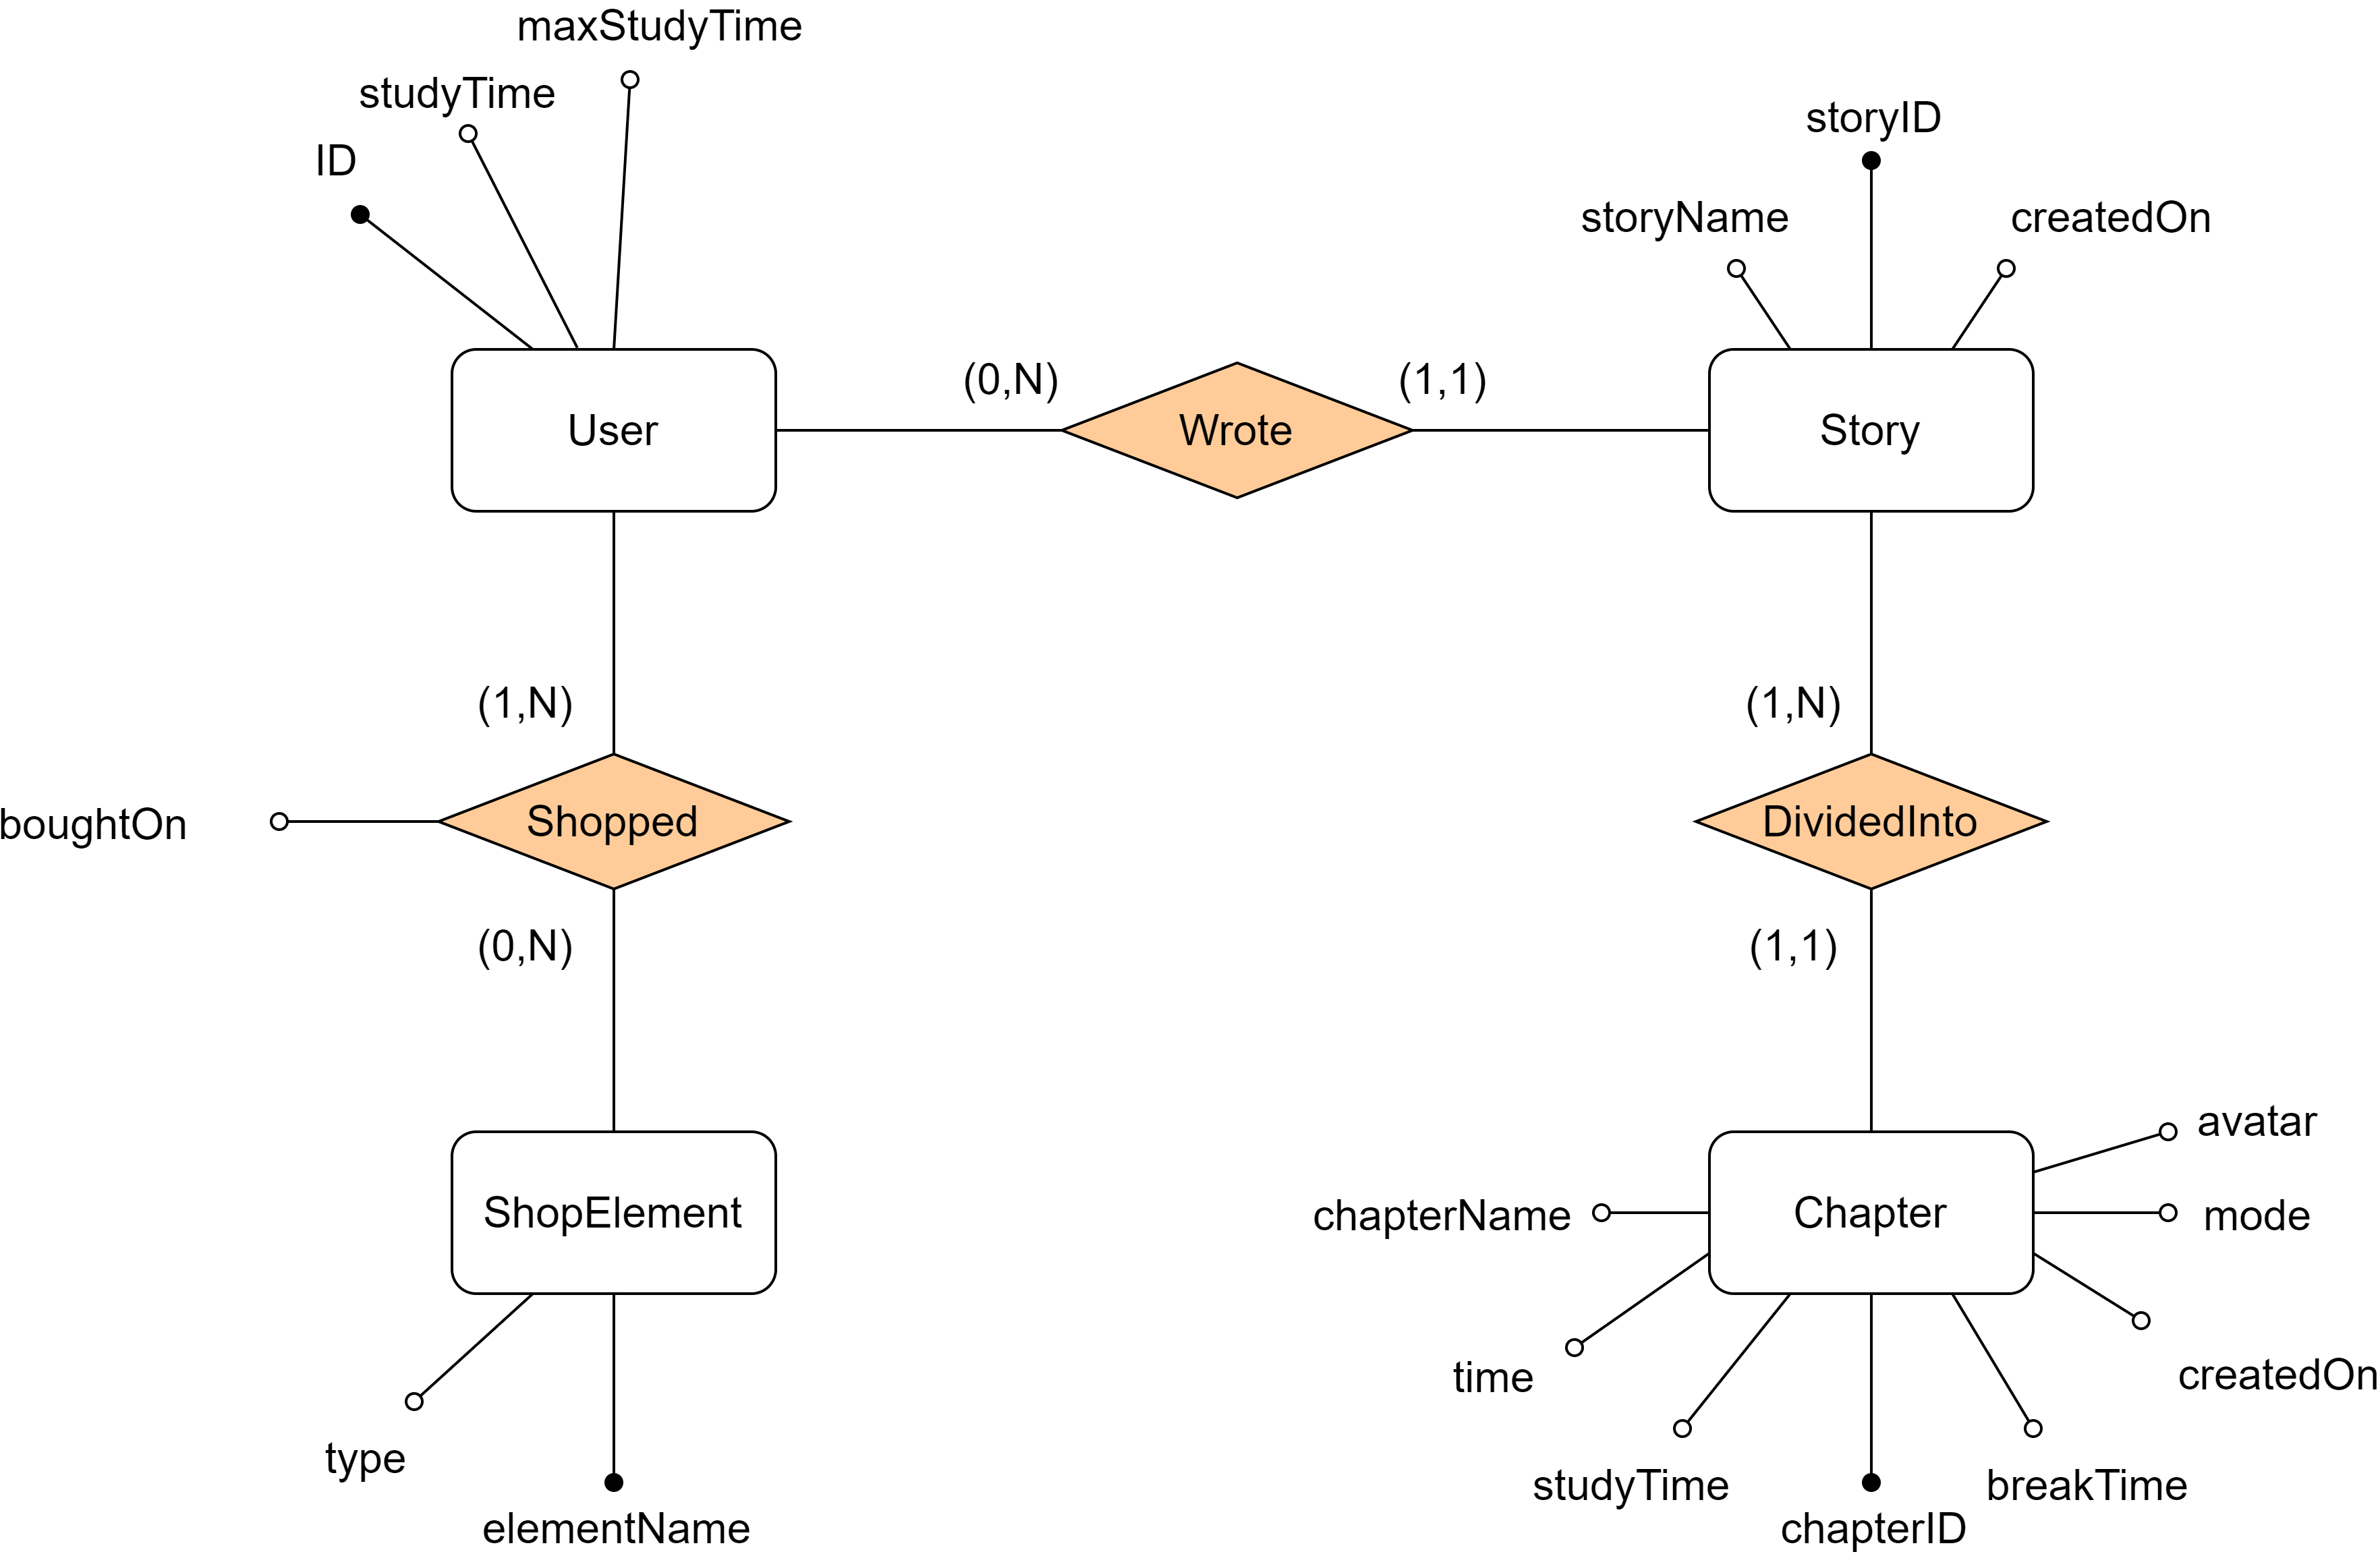 maxStudyTime
studyTime
ID
storyID
storyName
createdOn
(0,N)
(1,1)
User
Wrote
Story
(1,N)
(1,N)
boughtOn
Shopped
DividedInto
(0,N)
(1,1)
avatar
ShopElement
chapterName
Chapter
mode
time
createdOn
type
studyTime
breakTime
elementName
chapterID